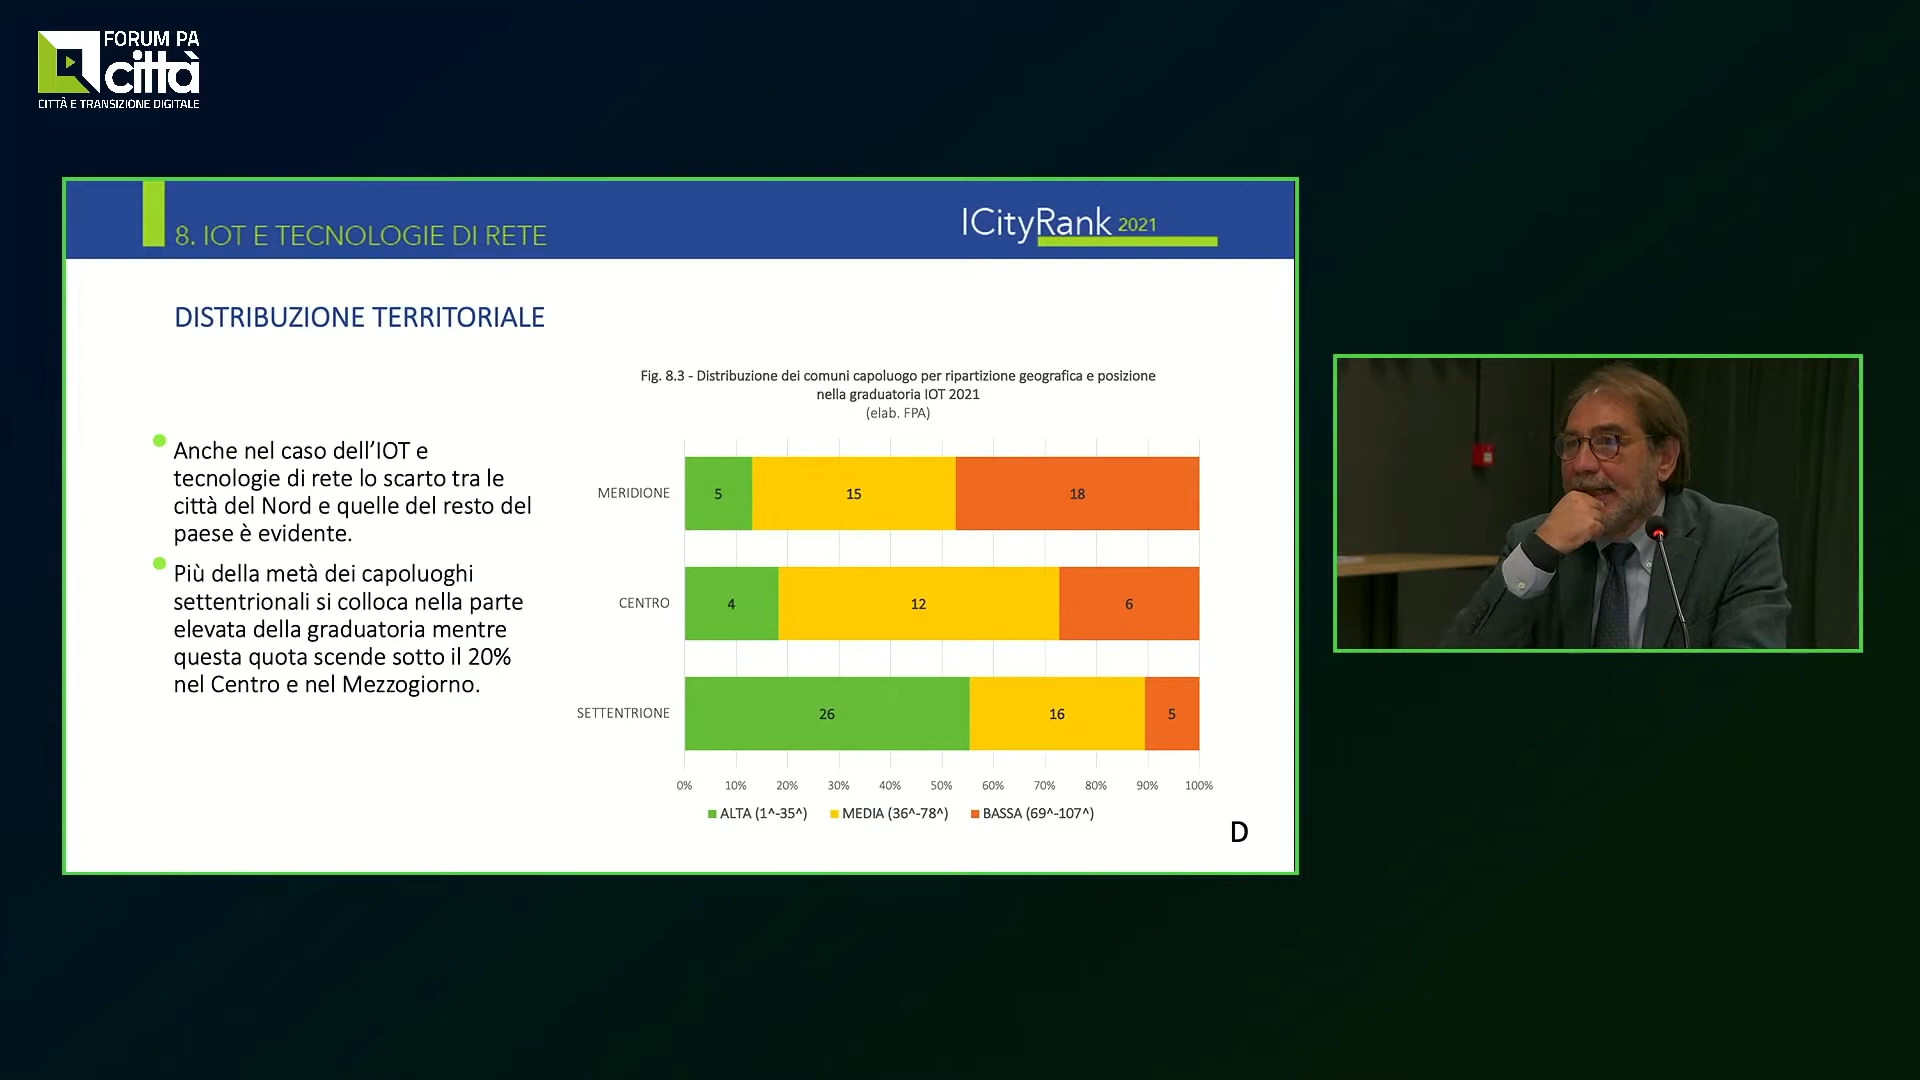 FORUM PA
città
CITTÀ E TRANSIZIONE DIGITALE
8. IOT E TECNOLOGIE DI RETE
ICityRank 2021
DISTRIBUZIONE TERRITORIALE
Anche nel caso dell’IOT e
tecnologie di rete lo scarto tra le
città del Nord e quelle del resto del
paese è evidente.
Più della metà dei capoluoghi
settentrionali si colloca nella parte
elevata della graduatoria mentre
questa quota scende sotto il 20%
nel Centro e nel Mezzogiorno.
Fig. 8.3 - Distribuzione dei comuni capoluogo per ripartizione geografica e posizione
nella graduatoria IOT 2021
(elab. FPA)
MERIDIONE 5 15 18
CENTRO 4 12 6
SETTENTRIONE 26 16 5
0% 10% 20% 30% 40% 50% 60% 70% 80% 90% 100%
ALTA (1^-35^) MEDIA (36^-78^) BASSA (69^-107^)
D